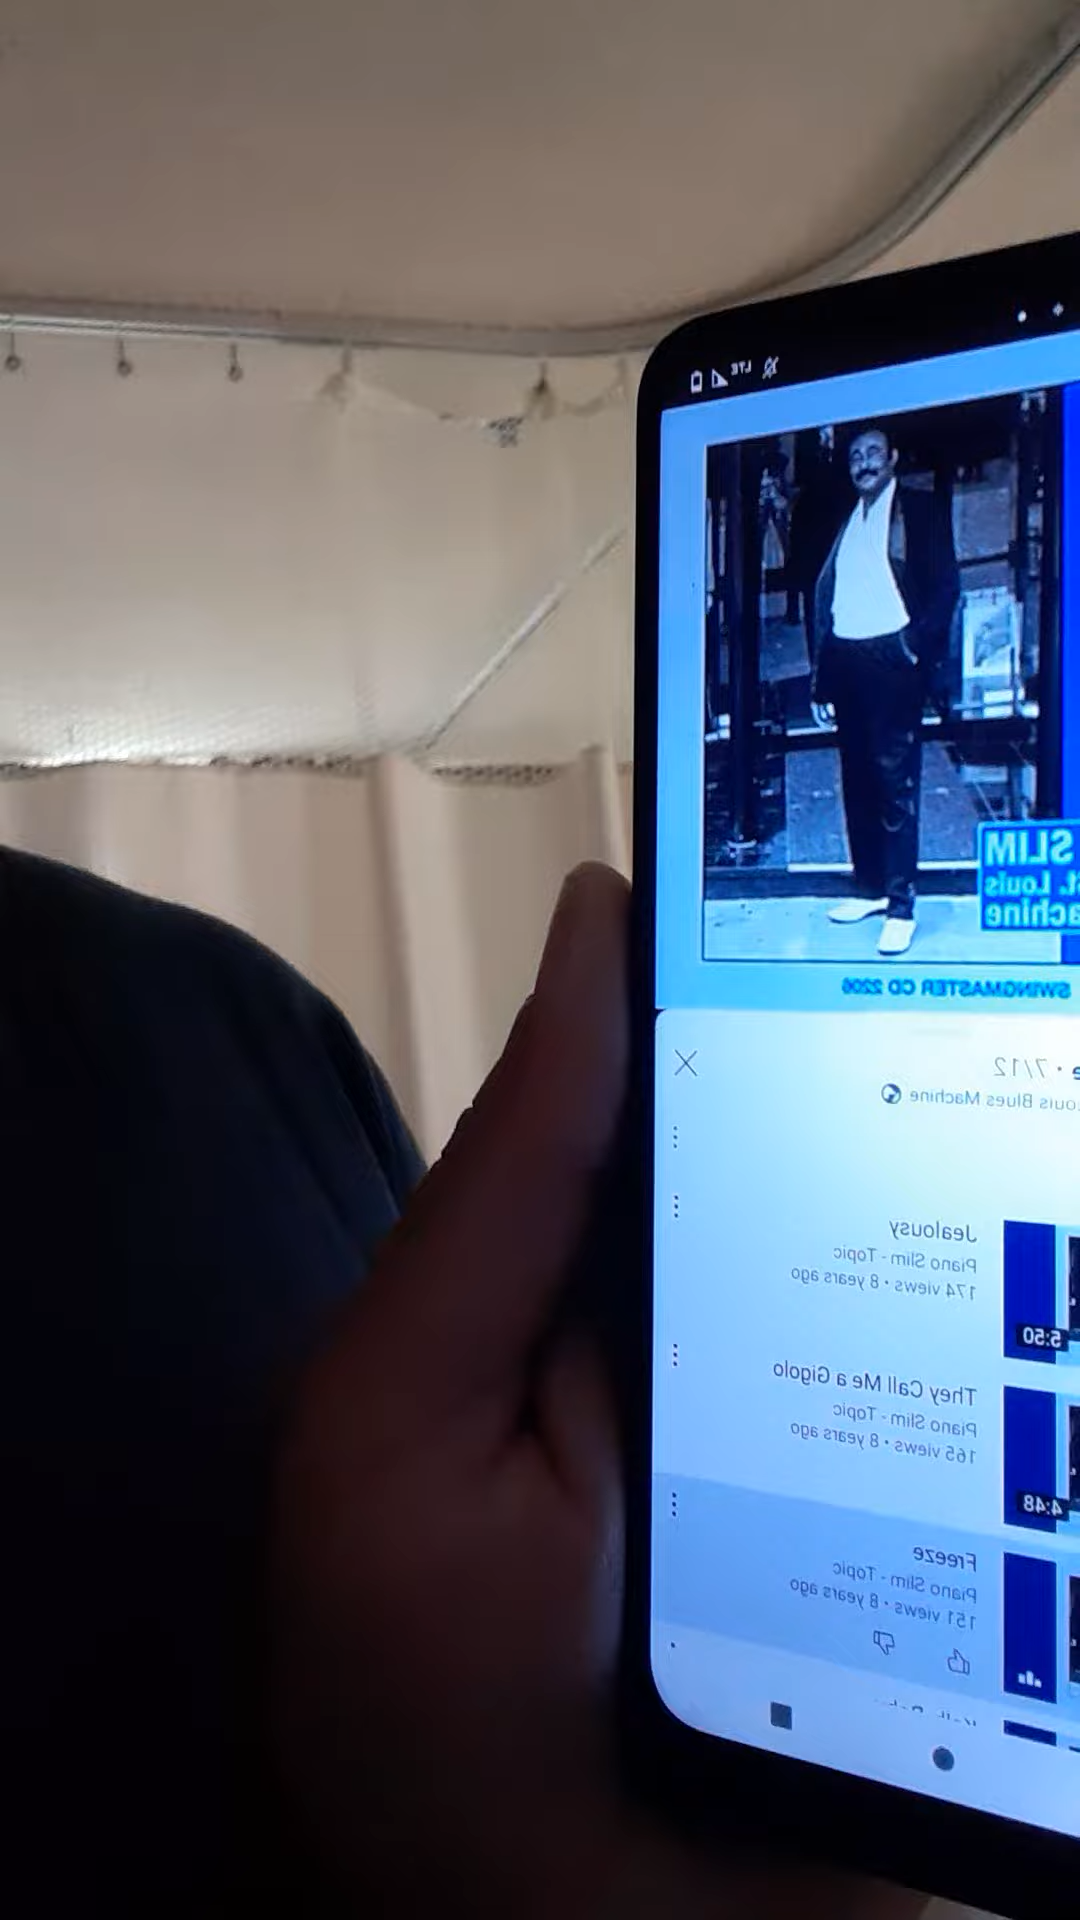 LTE
SLIM
t. Louis
achine
SWINGMASTER CD 2206
e • 7/12
ouis Blues Machine
Jealousy
Piano Slim - Topic
174 views • 8 years ago
5:50
They Call Me a Gigolo
Piano Slim - Topic
165 views • 8 years ago
4:48
Freeze
Piano Slim - Topic
151 views • 8 years ago